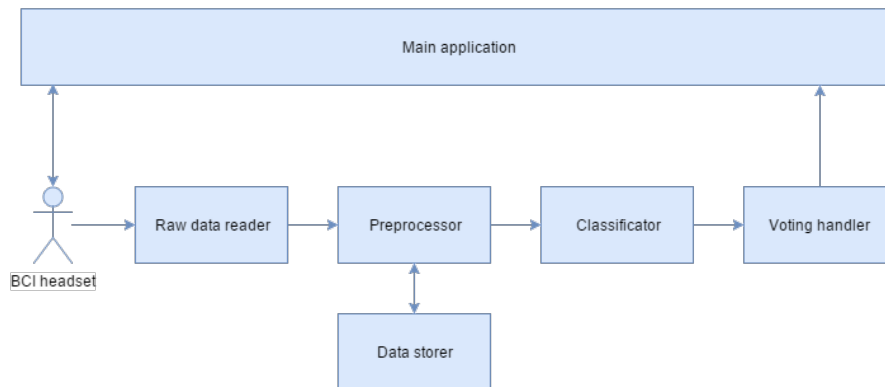 Main application
Raw data reader
Preprocessor
Classificator
Voting handler
BCI headset
Data storer